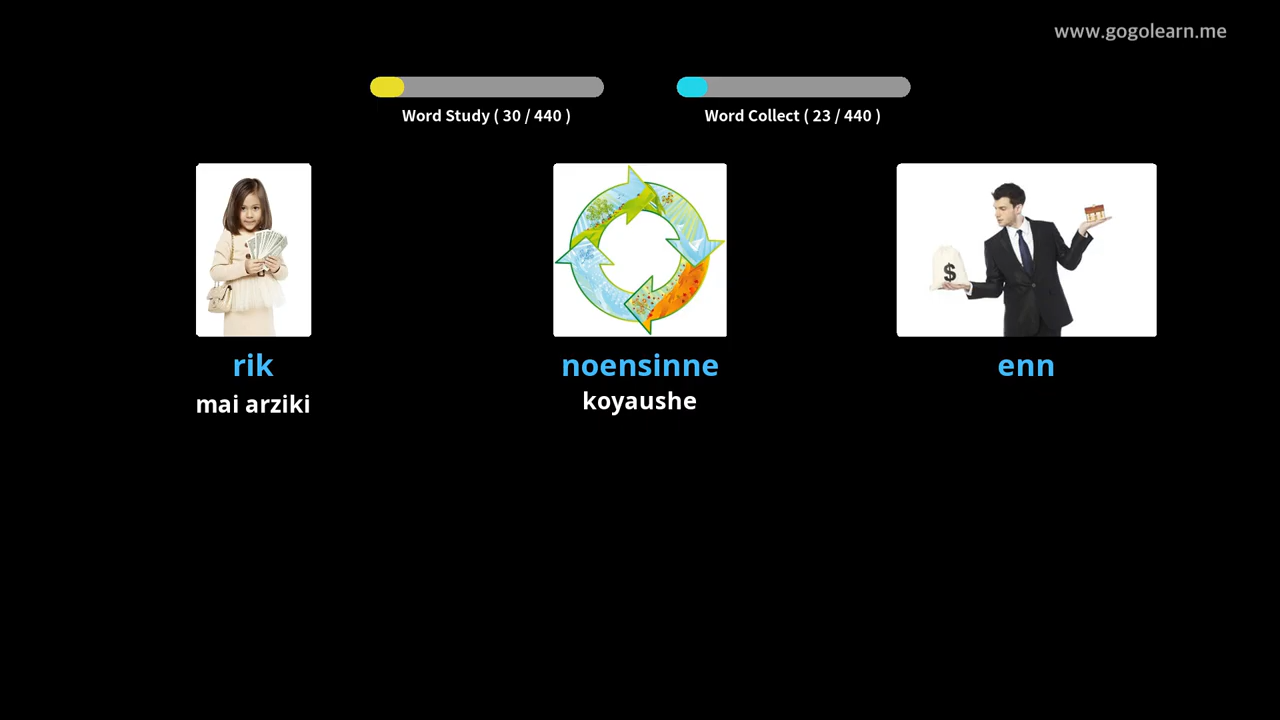 www.gogolearn.me
Word Study ( 30 / 440 )
Word Collect ( 23 / 440 )
rik
noensinne
enn
mai arziki
koyaushe
$